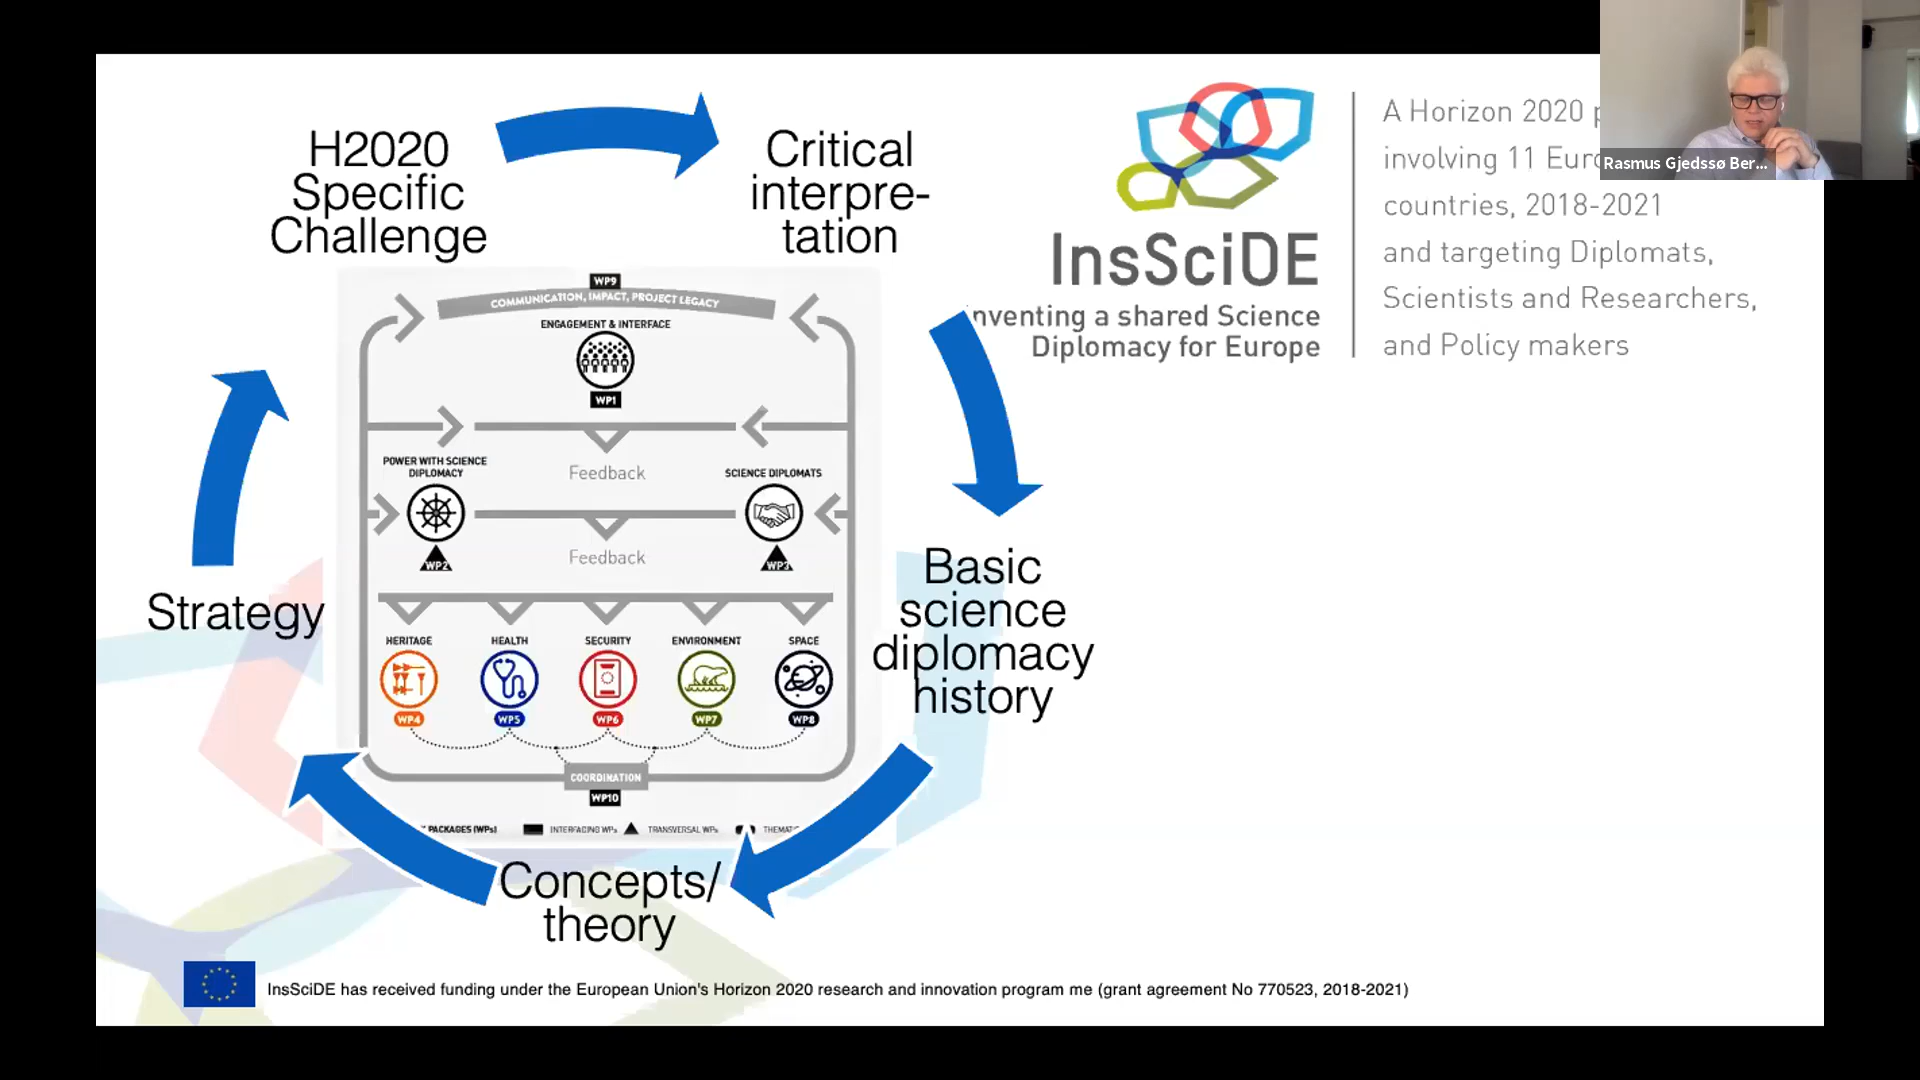 H2020
Specific
Challenge
Critical
interpre-
tation
Basic
science
diplomacy
history
Concepts/
theory
Strategy
WP9
COMMUNICATION, IMPACT, PROJECT LEGACY
ENGAGEMENT & INTERFACE
WP1
POWER WITH SCIENCE
DIPLOMACY
Feedback
SCIENCE DIPLOMATS
WP2
Feedback
WP3
HERITAGE
HEALTH
SECURITY
ENVIRONMENT
SPACE
WP4
WP5
WP6
WP7
WP8
COORDINATION
WP10
PACKAGES (WPs)
INTERFACING WPs
TRANSVERSAL WPs
InsSciDE
nventing a shared Science
Diplomacy for Europe
A Horizon 2020
involving 11
countries, 2018-2021
and targeting Diplomats,
Scientists and Researchers,
and Policy makers
Rasmus Gjedssø Ber...
InsSciDE has received funding under the European Union's Horizon 2020 research and innovation program me (grant agreement No 770523, 2018-2021)